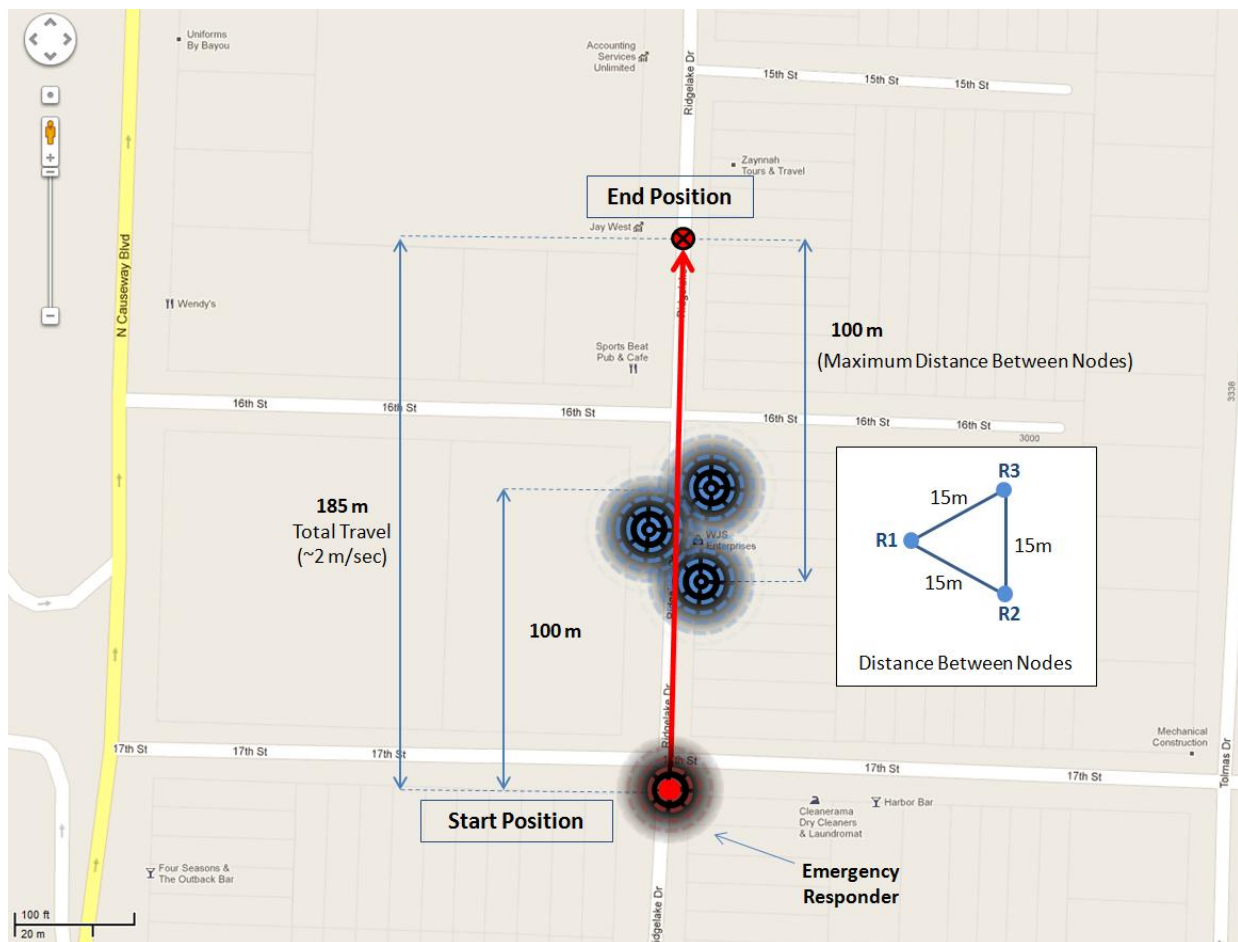 Uniforms
By Bayou
Accounting
Services
Unlimited
Ridgelake Dr
15th St
15th St
15th St
Zaynnah
Tours & Travel
End Position
Jay West
N Causeway Blvd
Wendy's
Ridgelake
100 m
(Maximum Distance Between Nodes)
Sports Beat
Pub & Cafe
16th St
16th St
16th St
16th St
16th St
16th St
3000
3338
185 m
Total Travel
(~2 m/sec)
WJS
Enterprises
R3
15m
R1
15m
15m
R2
Distance Between Nodes
100 m
Ridgelake Dr
17th St
17th St
17th St
17th St
17th St
Mechanical
Construction
Tolmas Dr
Start Position
Cleanerama
Dry Cleaners
& Laundromat
Harbor Bar
Emergency
Responder
Four Seasons &
The Outback Bar
Ridgelake Dr
100 ft
20 m